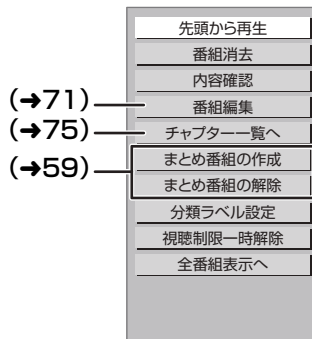 先頭から再生
番組消去
内容確認
(→71) 番組編集
(→75) チャプター一覧へ
(→59) まとめ番組の作成
まとめ番組の解除
分類ラベル設定
視聴制限一時解除
全番組表示へ